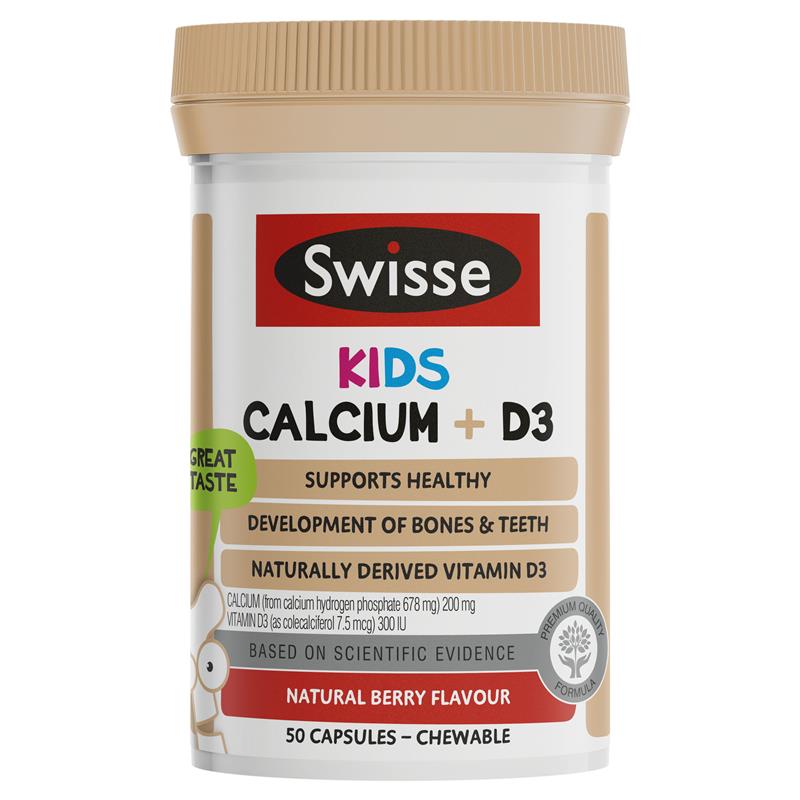 Swisse
KIDS
CALCIUM + D3
GREAT
TASTE
SUPPORTS HEALTHY
DEVELOPMENT OF BONES & TEETH
NATURALLY DERIVED VITAMIN D3
CALCIUM (from calcium hydrogen phosphate 678 mg) 200 mg
VITAMIN D3 (as colecalciferol 7.5 mcg) 300 IU
PREMIUM QUALITY
FORMULA
BASED ON SCIENTIFIC EVIDENCE
NATURAL BERRY FLAVOUR
50 CAPSULES – CHEWABLE